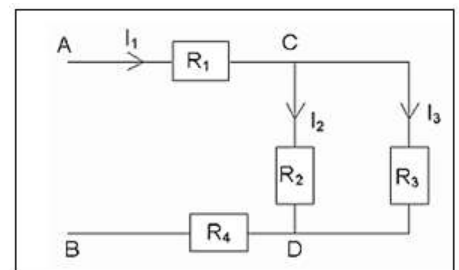 A I₁ R₁ C
I₂ I₃
R₂ R₃
B R₄ D